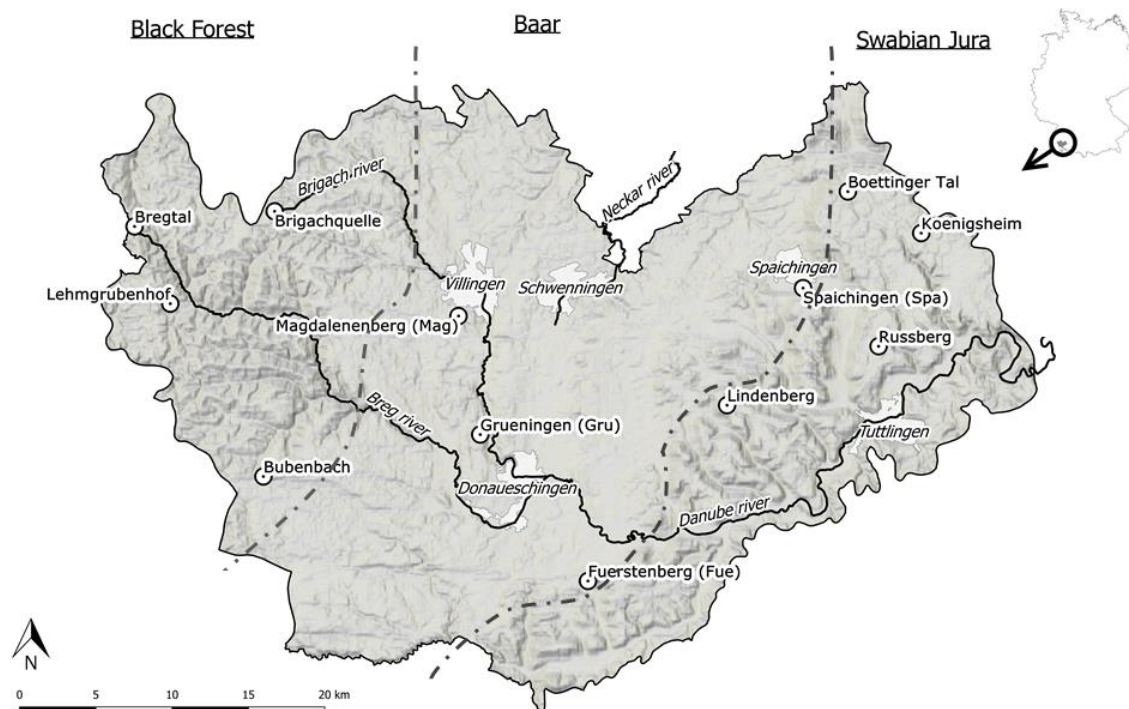 Black Forest
Baar
Swabian Jura
Brigach river
Neckar river
Boettinger Tal
Bregtal
Brigachquelle
Koenigsheim
Villingen
Schwenningen
Spaichingen
Lehmgrubenhof
Spaichingen (Spa)
Magdalenenberg (Mag)
Russberg
Breg river
Lindenberg
Grueningen (Gru)
Tuttlingen
Bubenbach
Donaueschingen
Danube river
Fuerstenberg (Fue)
N
0 5 10 15 20 km